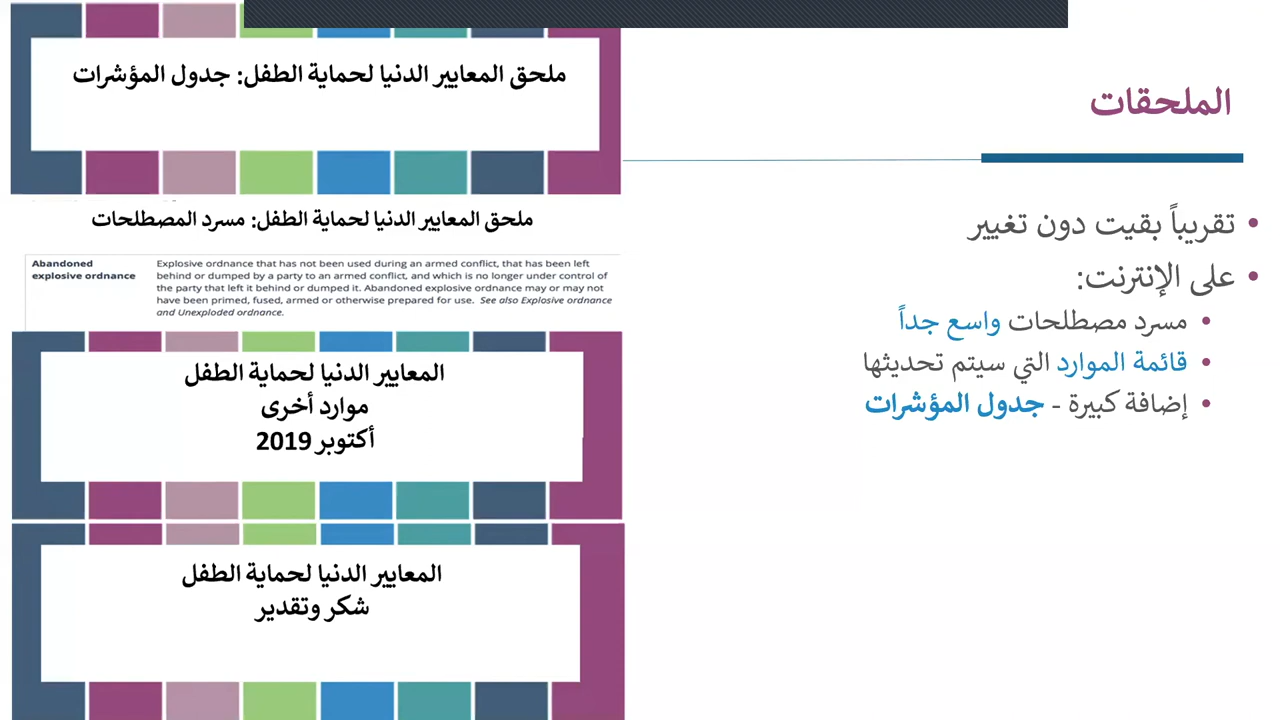 الملحقات
تقريباً بقيت دون تغيير
على الإنترنت:
مسرد مصطلحات واسع جداً
قائمة الموارد التي سيتم تحديثها
إضافة كبيرة - جدول المؤشرات
ملحق المعايير الدنيا لحماية الطفل: جدول المؤشرات
ملحق المعايير الدنيا لحماية الطفل: مسرد المصطلحات
Abandoned
explosive ordnance
Explosive ordnance that has not been used during an armed conflict, that has been left
behind or dumped by a party to an armed conflict, and which is no longer under control of
the party that left it behind or dumped it. Abandoned explosive ordnance may or may not
have been primed, fused, armed or otherwise prepared for use. See also Explosive ordnance
and Unexploded ordnance.
المعايير الدنيا لحماية الطفل
موارد أخرى
أكتوبر 2019
المعايير الدنيا لحماية الطفل
شكر وتقدير